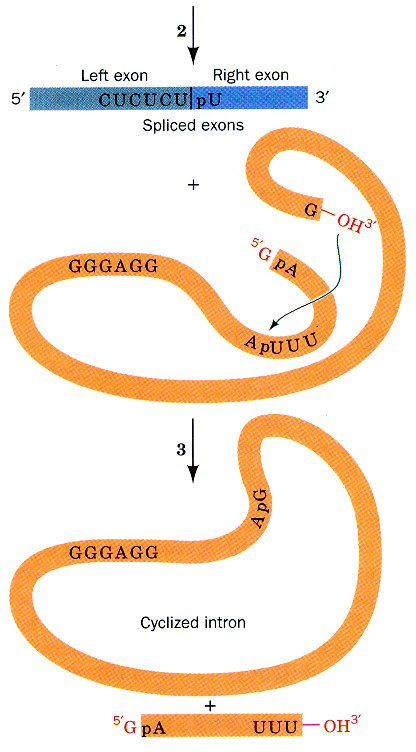 2
Left exon Right exon
5′ CUCUCU pU 3′
Spliced exons
+
G–OH3′
5′G pA
GGGAGG
ApUUU
3
ApG
GGGAGG
Cyclized intron
+
5′G pA UUU–OH3′